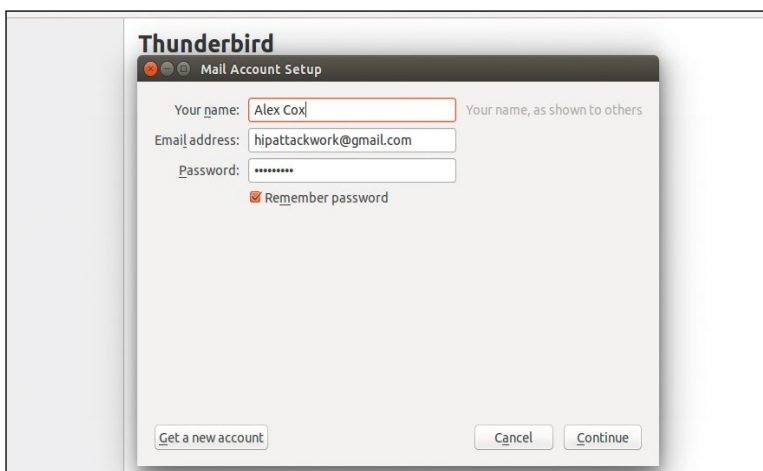 Thunderbird
Mail Account Setup
Your name: Alex Cox Your name, as shown to others
Email address: hipattackwork@gmail.com
Password: •••••••••
Remember password
Get a new account Cancel Continue